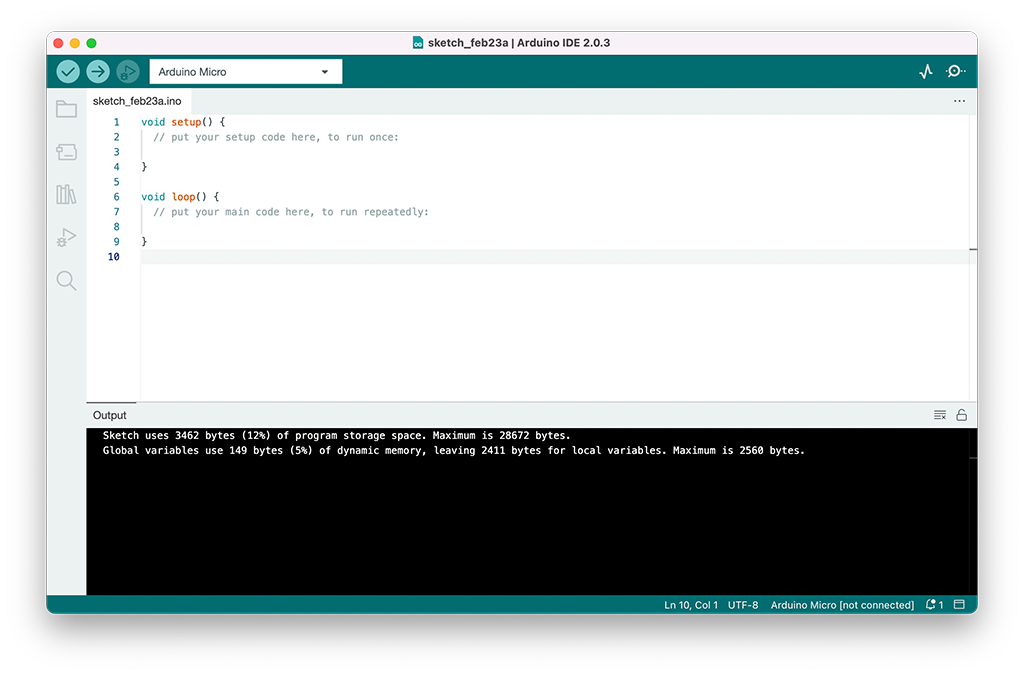 sketch_feb23a | Arduino IDE 2.0.3
Arduino Micro
sketch_feb23a.ino
1 void setup() {
2 // put your setup code here, to run once:
3
4 }
5
6 void loop() {
7 // put your main code here, to run repeatedly:
8
9 }
10
Output
Sketch uses 3462 bytes (12%) of program storage space. Maximum is 28672 bytes.
Global variables use 149 bytes (5%) of dynamic memory, leaving 2411 bytes for local variables. Maximum is 2560 bytes.
Ln 10, Col 1 UTF-8 Arduino Micro [not connected] 1